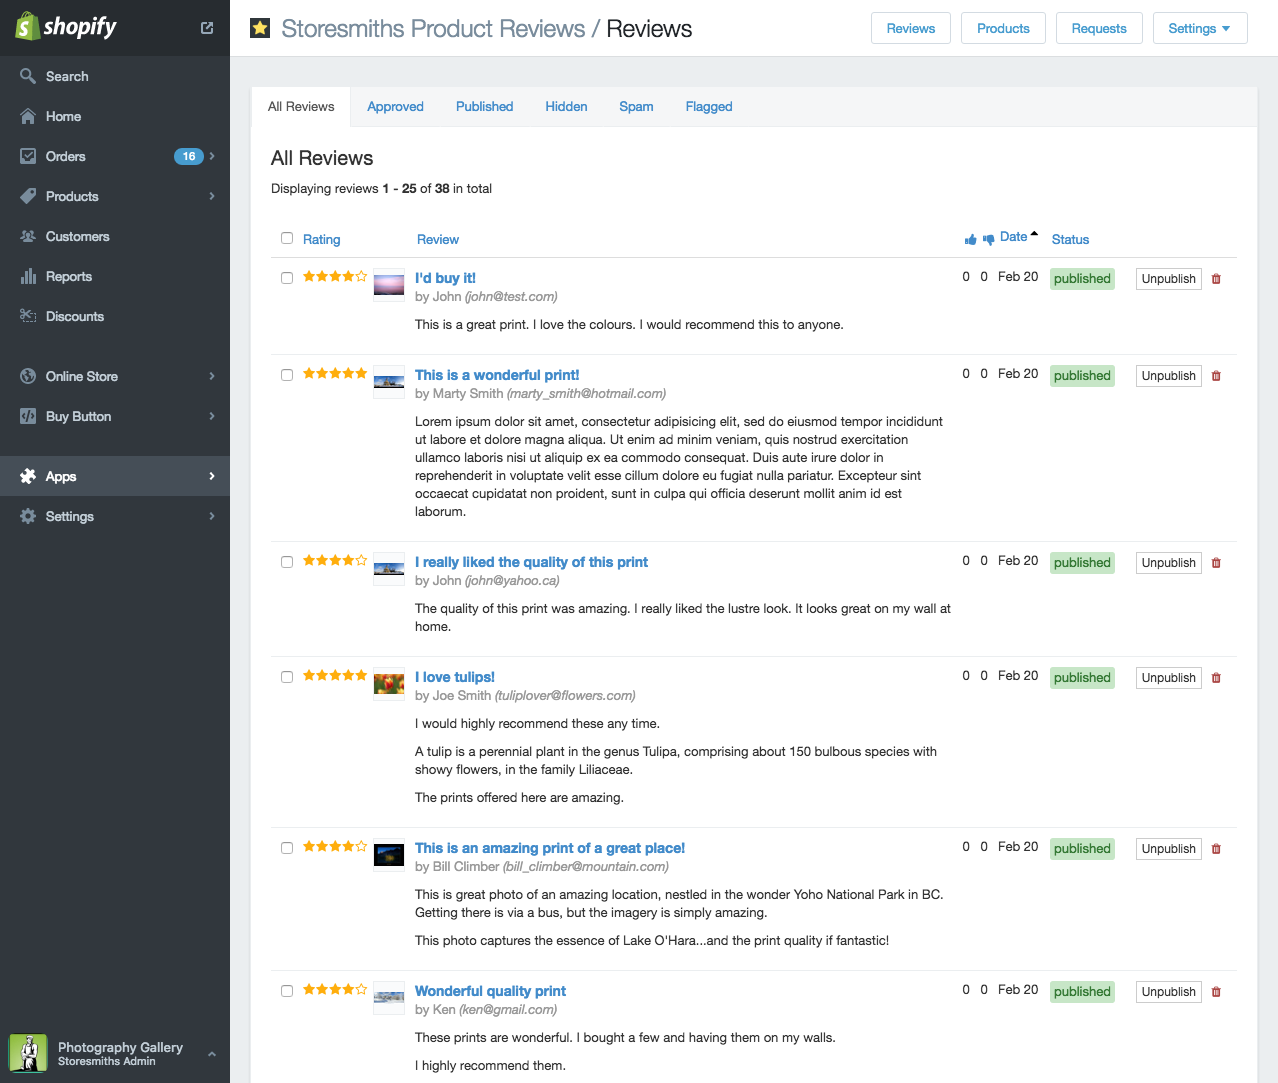 shopify
Search
Home
Orders 16
Products
Customers
Reports
Discounts
Online Store
Buy Button
Apps
Settings
Photography Gallery
Storesmiths Admin
Storesmiths Product Reviews / Reviews
Reviews Products Requests Settings
All Reviews Approved Published Hidden Spam Flagged
All Reviews
Displaying reviews 1 - 25 of 38 in total
Rating Review Date Status
I'd buy it! 0 0 Feb 20 published Unpublish
by John (john@test.com)
This is a great print. I love the colours. I would recommend this to anyone.
This is a wonderful print! 0 0 Feb 20 published Unpublish
by Marty Smith (marty_smith@hotmail.com)
Lorem ipsum dolor sit amet, consectetur adipisicing elit, sed do eiusmod tempor incididunt
ut labore et dolore magna aliqua. Ut enim ad minim veniam, quis nostrud exercitation
ullamco laboris nisi ut aliquip ex ea commodo consequat. Duis aute irure dolor in
reprehenderit in voluptate velit esse cillum dolore eu fugiat nulla pariatur. Excepteur sint
occaecat cupidatat non proident, sunt in culpa qui officia deserunt mollit anim id est
laborum.
I really liked the quality of this print 0 0 Feb 20 published Unpublish
by John (john@yahoo.ca)
The quality of this print was amazing. I really liked the lustre look. It looks great on my wall at
home.
I love tulips! 0 0 Feb 20 published Unpublish
by Joe Smith (tuliplover@flowers.com)
I would highly recommend these any time.
A tulip is a perennial plant in the genus Tulipa, comprising about 150 bulbous species with
showy flowers, in the family Liliaceae.
The prints offered here are amazing.
This is an amazing print of a great place! 0 0 Feb 20 published Unpublish
by Bill Climber (bill_climber@mountain.com)
This is great photo of an amazing location, nestled in the wonder Yoho National Park in BC.
Getting there is via a bus, but the imagery is simply amazing.
This photo captures the essence of Lake O'Hara...and the print quality if fantastic!
Wonderful quality print 0 0 Feb 20 published Unpublish
by Ken (ken@gmail.com)
These prints are wonderful. I bought a few and having them on my walls.
I highly recommend them.